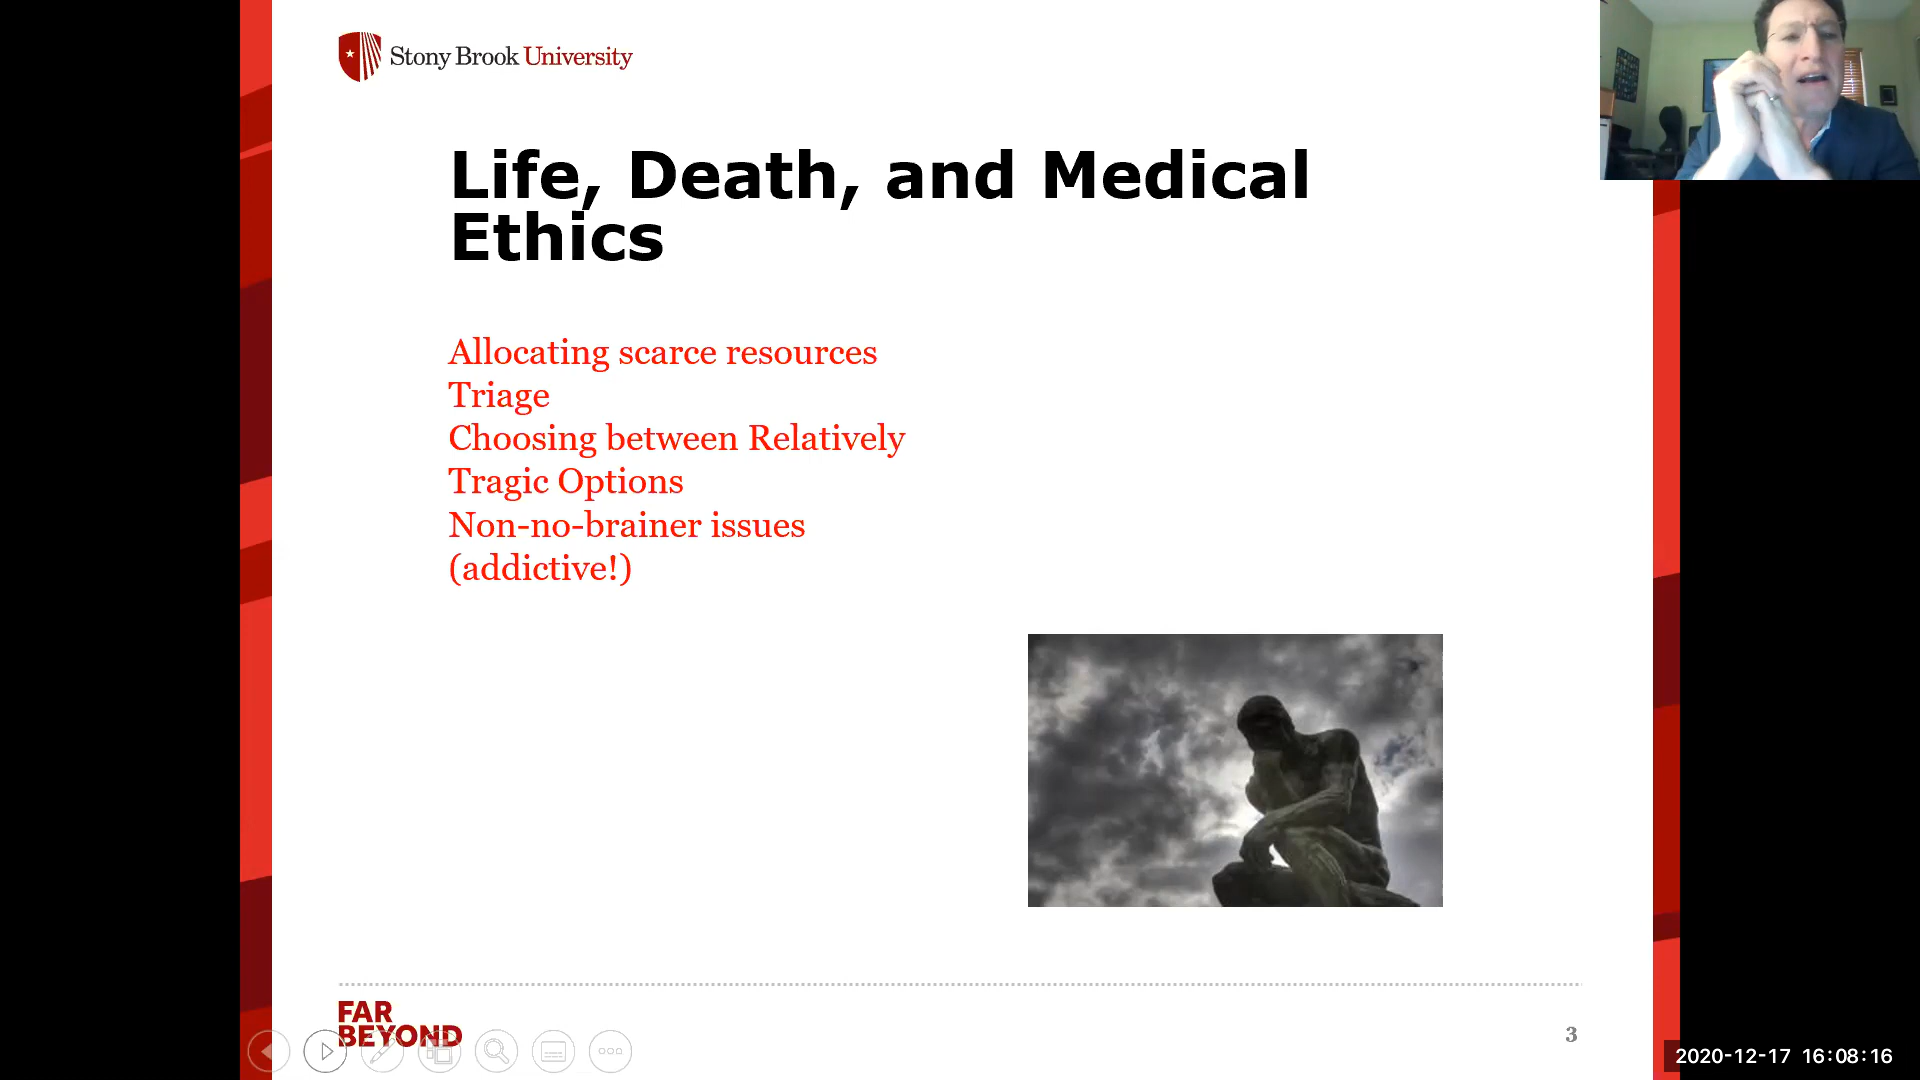 Stony Brook University
Life, Death, and Medical
Ethics
Allocating scarce resources
Triage
Choosing between Relatively
Tragic Options
Non-no-brainer issues
(addictive!)
FAR
BEYOND
3
2020-12-17 16:08:16